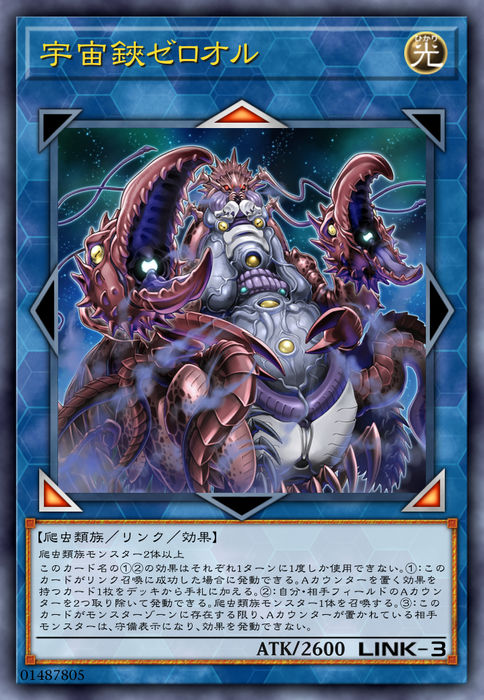 宇宙鋏ゼロオル
ひかり
光
【爬虫類族／リンク／効果】
爬虫類族モンスター2体以上
このカード名の①②の効果はそれぞれ1ターンに1度しか使用できない。①：この
カードがリンク召喚に成功した場合に発動できる。Aカウンターを置く効果を
持つカード1枚をデッキから手札に加える。②：自分・相手フィールドのAカウンター
を2つ取り除いて発動できる。爬虫類族モンスター1体を召喚する。③：このカ
ードがモンスターゾーンに存在する限り、Aカウンターが置かれている相手
モンスターは、守備表示になり、効果を発動できない。
ATK/2600 LINK-3
01487805